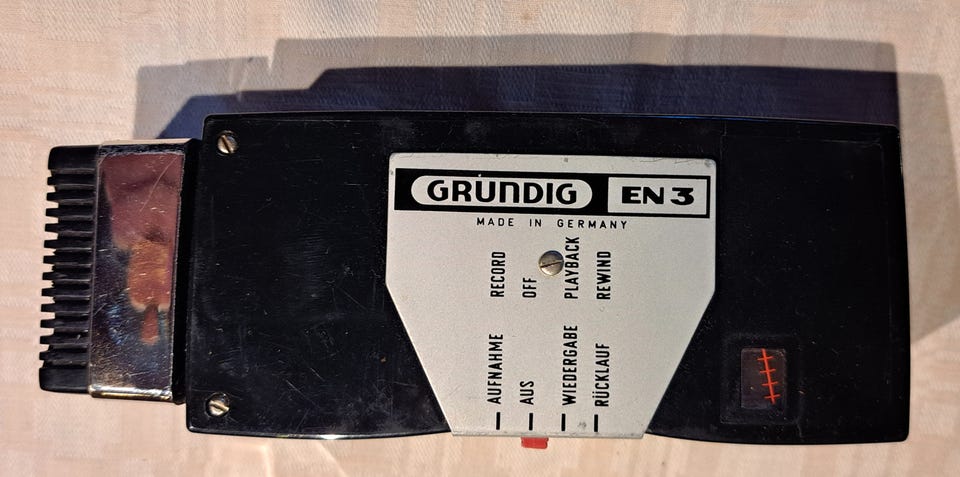 GRUNDIG EN 3
MADE IN GERMANY
AUFNAHME RECORD
AUS OFF
WIEDERGABE PLAYBACK
RÜCKLAUF REWIND